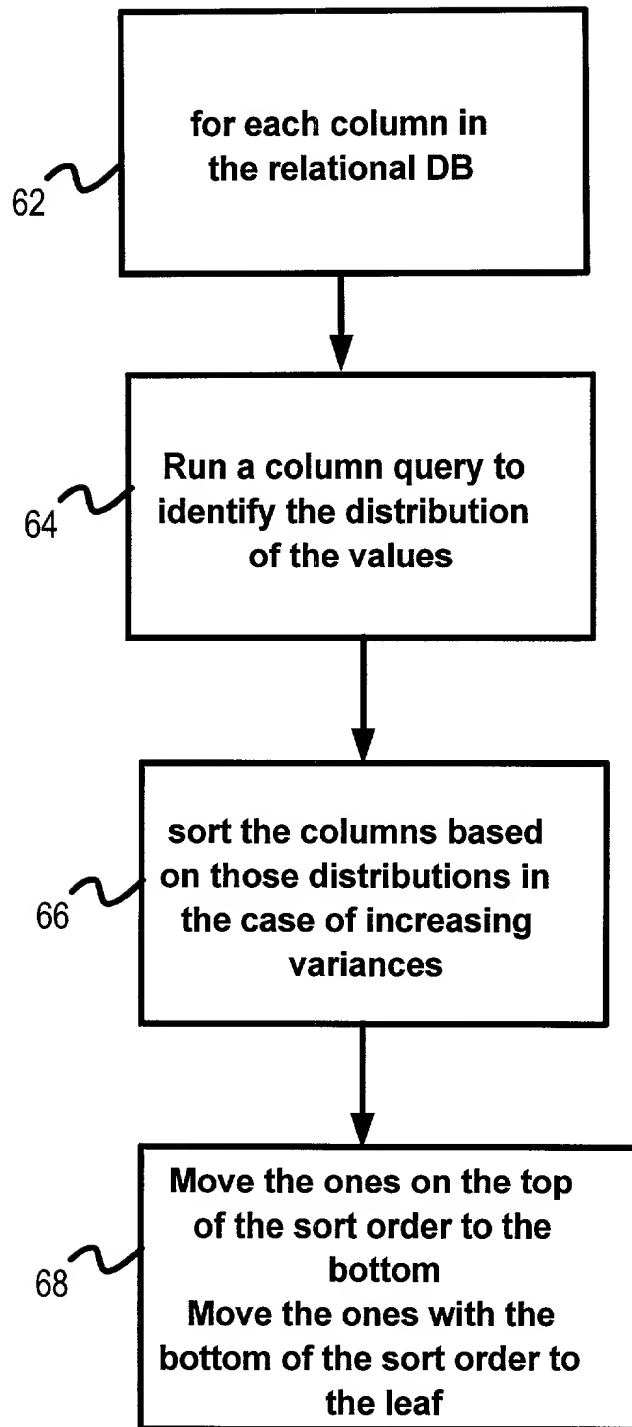 for each column in
the relational DB
62
Run a column query to
identify the distribution
of the values
64
sort the columns based
on those distributions in
the case of increasing
variances
66
Move the ones on the top
of the sort order to the
bottom
Move the ones with the
bottom of the sort order to
the leaf
68